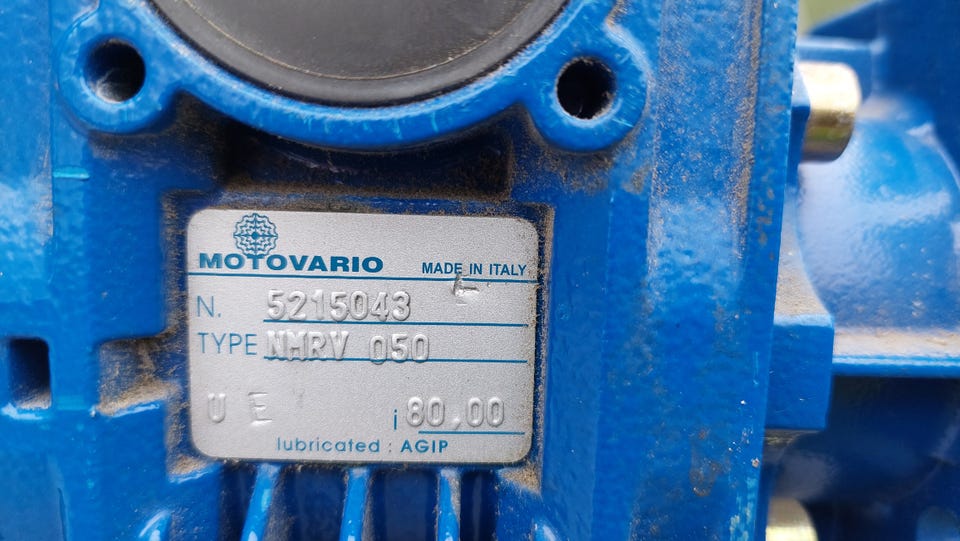 MOTOVARIO MADE IN ITALY
N. 5215043
TYPE NMRV 050
U E i 80,00
lubricated : AGIP